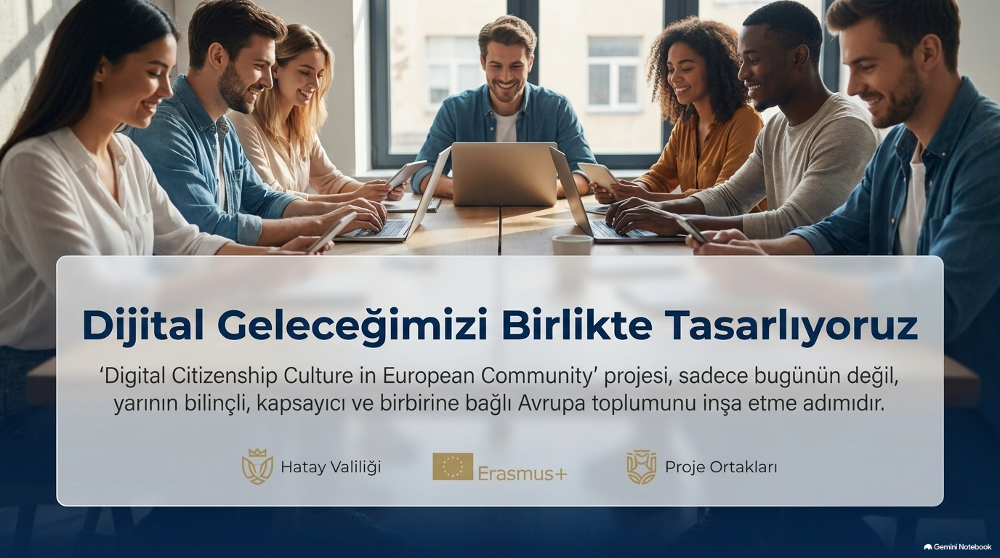 Dijital Geleceğimizi Birlikte Tasarlıyoruz
‘Digital Citizenship Culture in European Community’ projesi, sadece bugünün değil,
yarının bilinçli, kapsayıcı ve birbirine bağlı Avrupa toplumunu inşa etme adımıdır.
Hatay Valiliği
Erasmus+
Proje Ortakları
Gemini Notebook